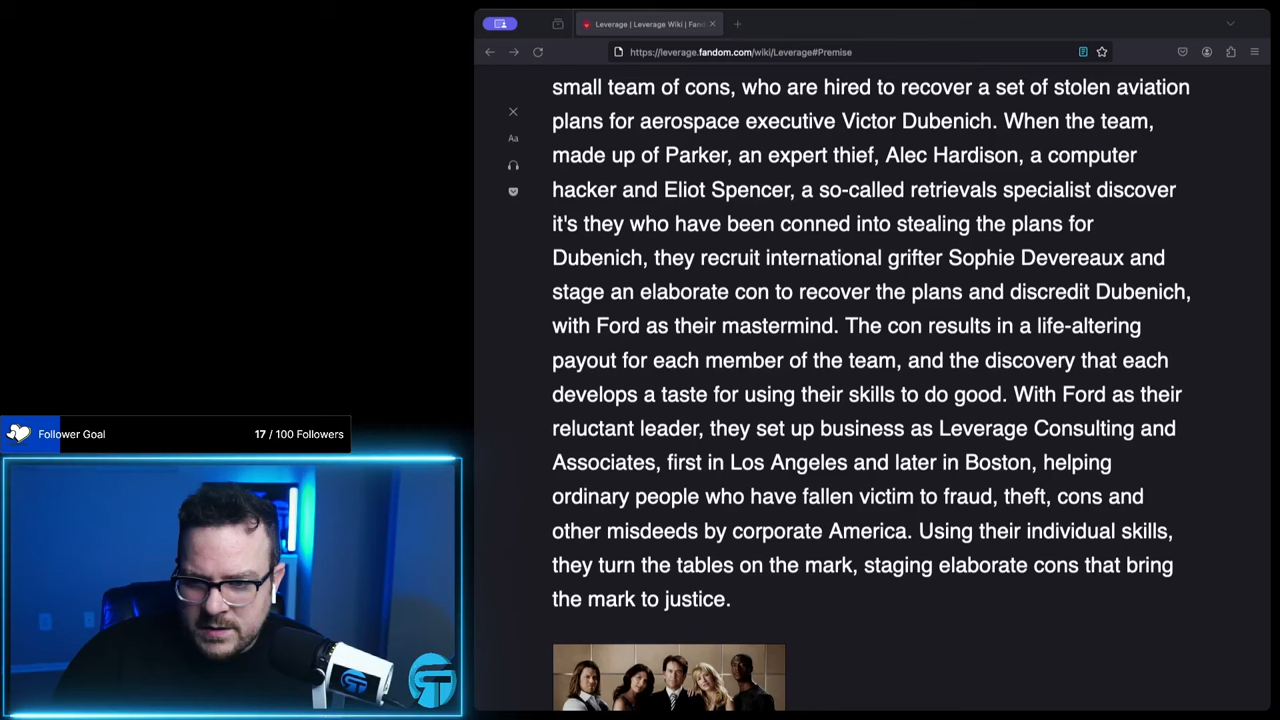 Leverage | Leverage Wiki | Fand
https://leverage.fandom.com/wiki/Leverage#Premise
Aa
small team of cons, who are hired to recover a set of stolen aviation
plans for aerospace executive Victor Dubenich. When the team,
made up of Parker, an expert thief, Alec Hardison, a computer
hacker and Eliot Spencer, a so-called retrievals specialist discover
it's they who have been conned into stealing the plans for
Dubenich, they recruit international grifter Sophie Devereaux and
stage an elaborate con to recover the plans and discredit Dubenich,
with Ford as their mastermind. The con results in a life-altering
payout for each member of the team, and the discovery that each
develops a taste for using their skills to do good. With Ford as their
reluctant leader, they set up business as Leverage Consulting and
Associates, first in Los Angeles and later in Boston, helping
ordinary people who have fallen victim to fraud, theft, cons and
other misdeeds by corporate America. Using their individual skills,
they turn the tables on the mark, staging elaborate cons that bring
the mark to justice.
Follower Goal 17 / 100 Followers